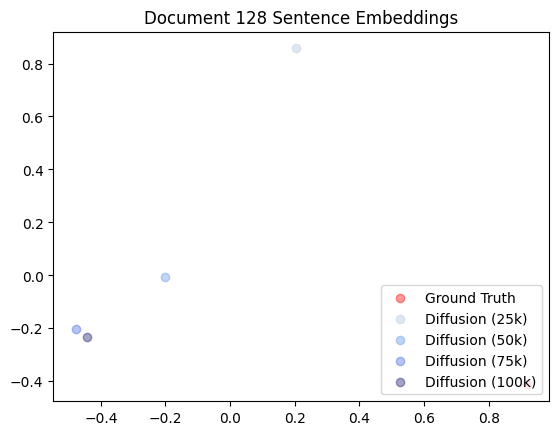 Document 128 Sentence Embeddings
0.8
0.6
0.4
0.2
0.0
−0.2
−0.4
−0.4
−0.2
0.0
0.2
0.4
0.6
0.8
Ground Truth
Diffusion (25k)
Diffusion (50k)
Diffusion (75k)
Diffusion (100k)